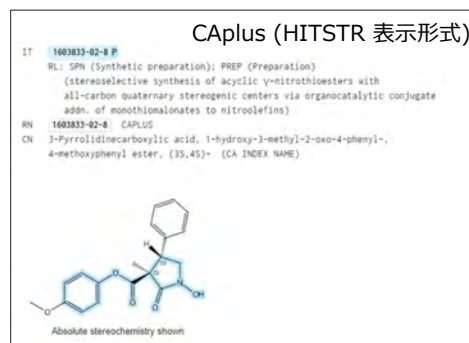 CAplus (HITSTR 表示形式)
IT 1603833-02-8 P
RL: SPN (Synthetic preparation); PREP (Preparation)
(stereoselective synthesis of acyclic γ-nitrothioesters with
all-carbon quaternary stereogenic centers via organocatalytic conjugate
addn. of monothiomalonates to nitroolefins)
RN 1603833-02-8 CAPLUS
CN 3-Pyrrolidinecarboxylic acid, 1-hydroxy-3-methyl-2-oxo-4-phenyl-,
4-methoxyphenyl ester, (3S,4S)- (CA INDEX NAME)
H
O
N
OH
O
O
O
Absolute stereochemistry shown